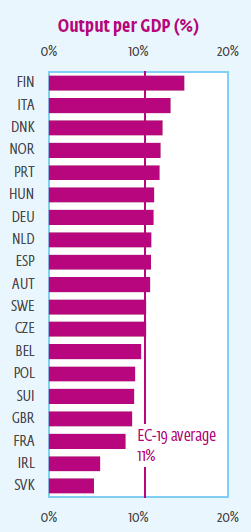 Output per GDP (%)
0% 10% 20%
FIN
ITA
DNK
NOR
PRT
HUN
DEU
NLD
ESP
AUT
SWE
CZE
BEL
POL
SUI
GBR
EC-19 average
FRA
11%
IRL
SVK
0% 10% 20%